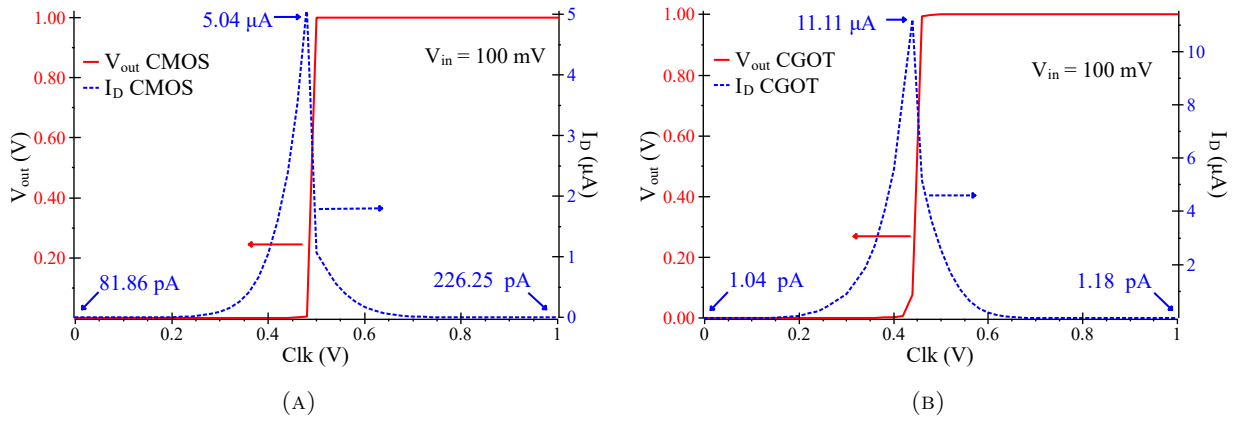 5.04 μA
1.00
0.80
0.60
0.40
0.20
V_out (V)
V_out CMOS
I_D CMOS
V_in = 100 mV
5
4
3
2
1
0
I_D (μA)
81.86 pA
226.25 pA
0
0.2
0.4
0.6
0.8
1
Clk (V)
(A)
11.11 μA
1.00
0.80
0.60
0.40
0.20
0.00
V_out (V)
V_out CGOT
I_D CGOT
V_in = 100 mV
10
8
6
4
2
I_D (μA)
1.04 pA
1.18 pA
0
0.2
0.4
0.6
0.8
1
Clk (V)
(B)